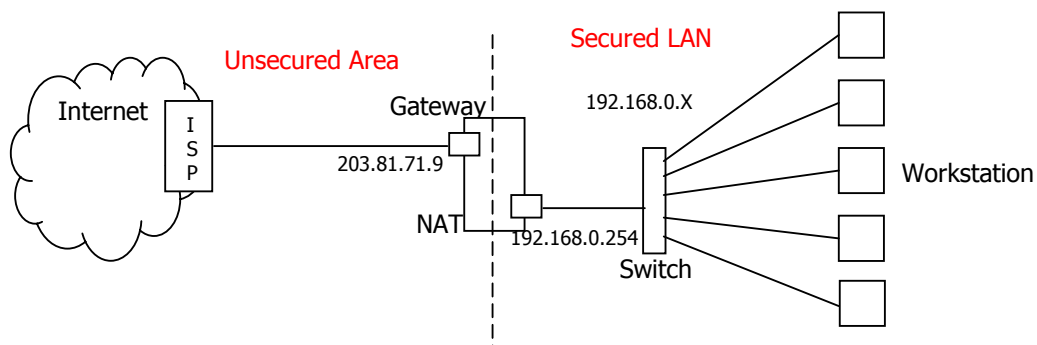 Unsecured Area
Secured LAN
Internet
I
S
P
Gateway
192.168.0.X
203.81.71.9
Workstation
NAT
192.168.0.254
Switch